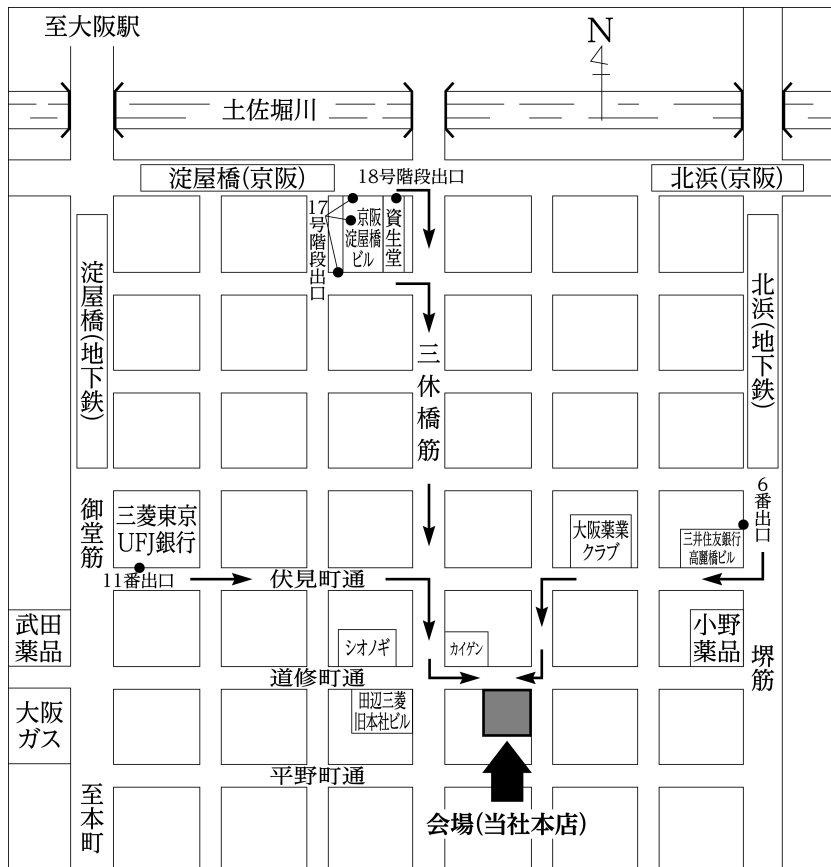 至大阪駅
N
土佐堀川
淀屋橋(京阪)
18号階段出口
北浜(京阪)
17号階段出口
京阪
淀屋橋
ビル
資生堂
淀屋橋(地下鉄)
北浜(地下鉄)
三休橋筋
御堂筋
三菱東京
UFJ銀行
大阪薬業
クラブ
三井住友銀行
高麗橋ビル
6番出口
11番出口
伏見町通
武田
薬品
シオノギ
カイゲン
小野
薬品
堺筋
道修町通
大阪
ガス
田辺三菱
旧本社ビル
平野町通
至本町
会場(当社本店)